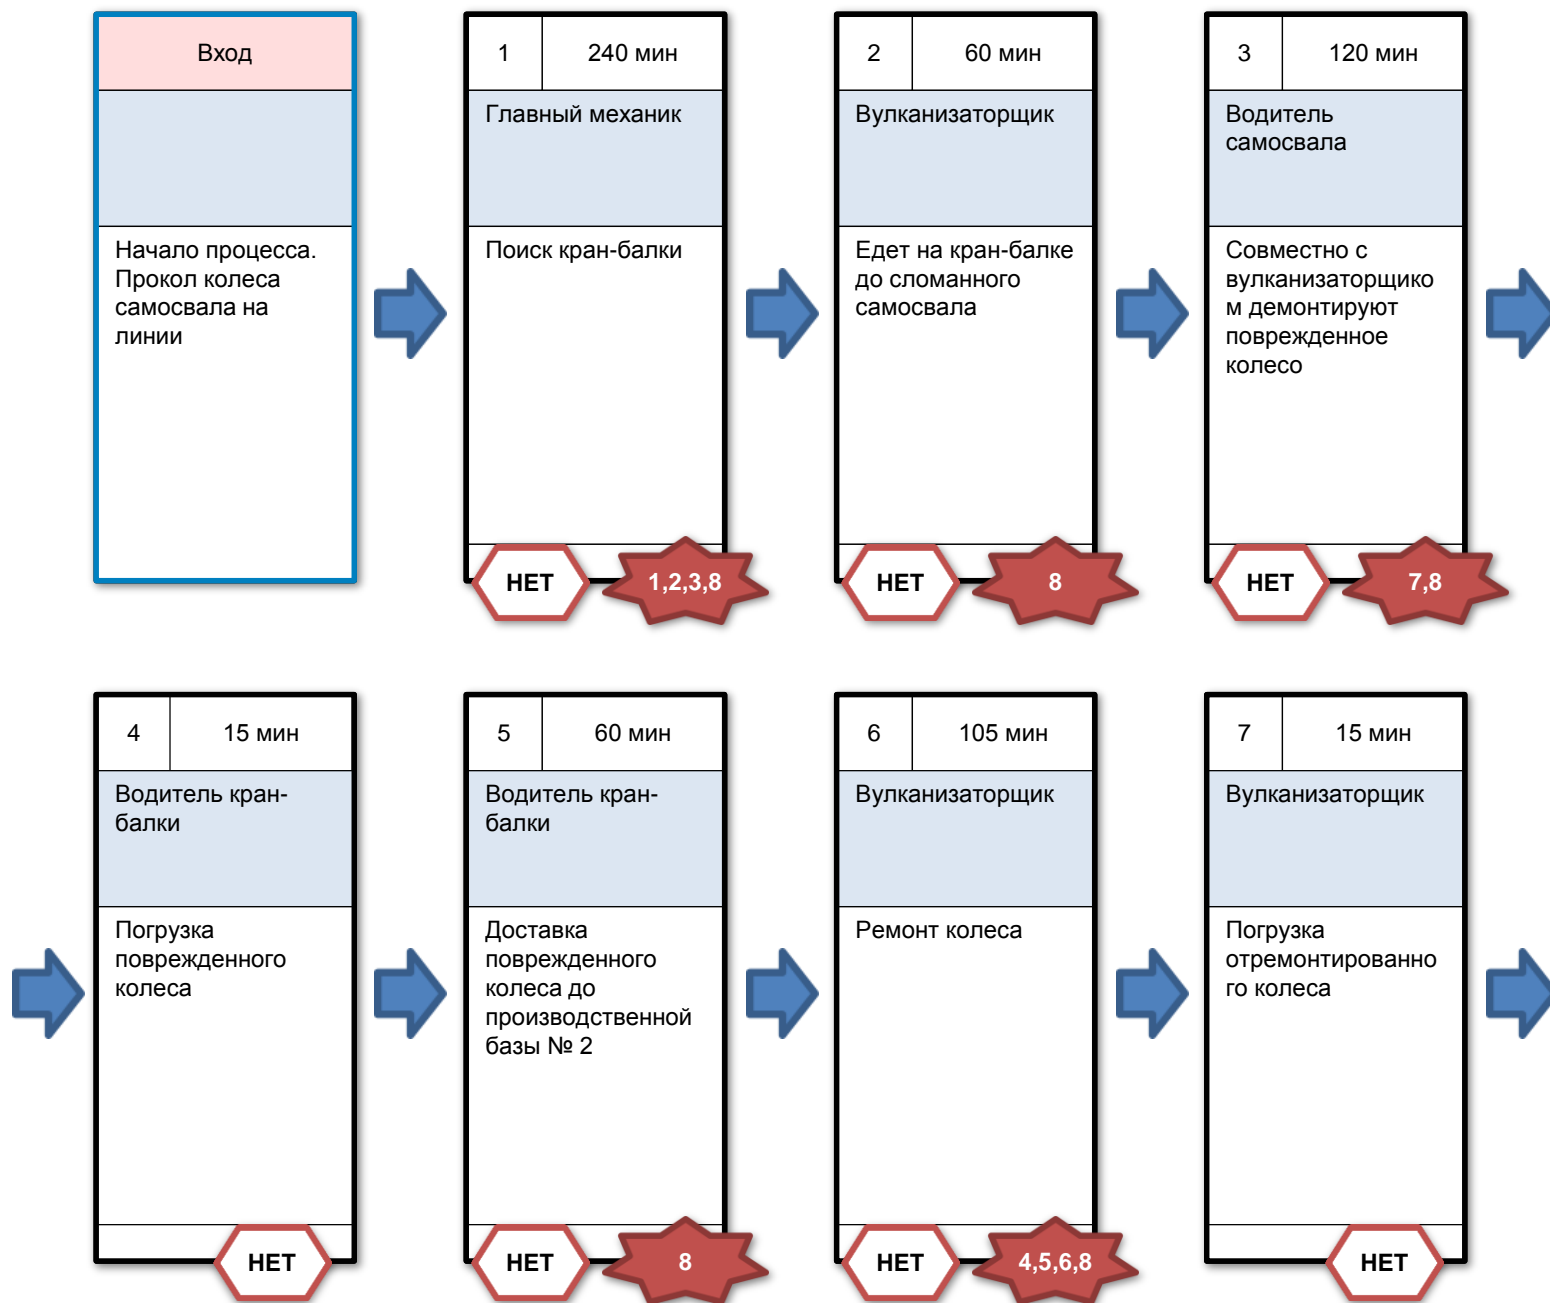 Вход
Начало процесса.
Прокол колеса
самосвала на
линии
1
240 мин
Главный механик
Поиск кран-балки
НЕТ
1,2,3,8
2
60 мин
Вулканизаторщик
Едет на кран-балке
до сломанного
самосвала
НЕТ
8
3
120 мин
Водитель
самосвала
Совместно с
вулканизаторщико
м демонтируют
поврежденное
колесо
НЕТ
7,8
4
15 мин
Водитель кран-
балки
Погрузка
поврежденного
колеса
НЕТ
5
60 мин
Водитель кран-
балки
Доставка
поврежденного
колеса до
производственной
базы № 2
НЕТ
8
6
105 мин
Вулканизаторщик
Ремонт колеса
НЕТ
4,5,6,8
7
15 мин
Вулканизаторщик
Погрузка
отремонтированно
го колеса
НЕТ